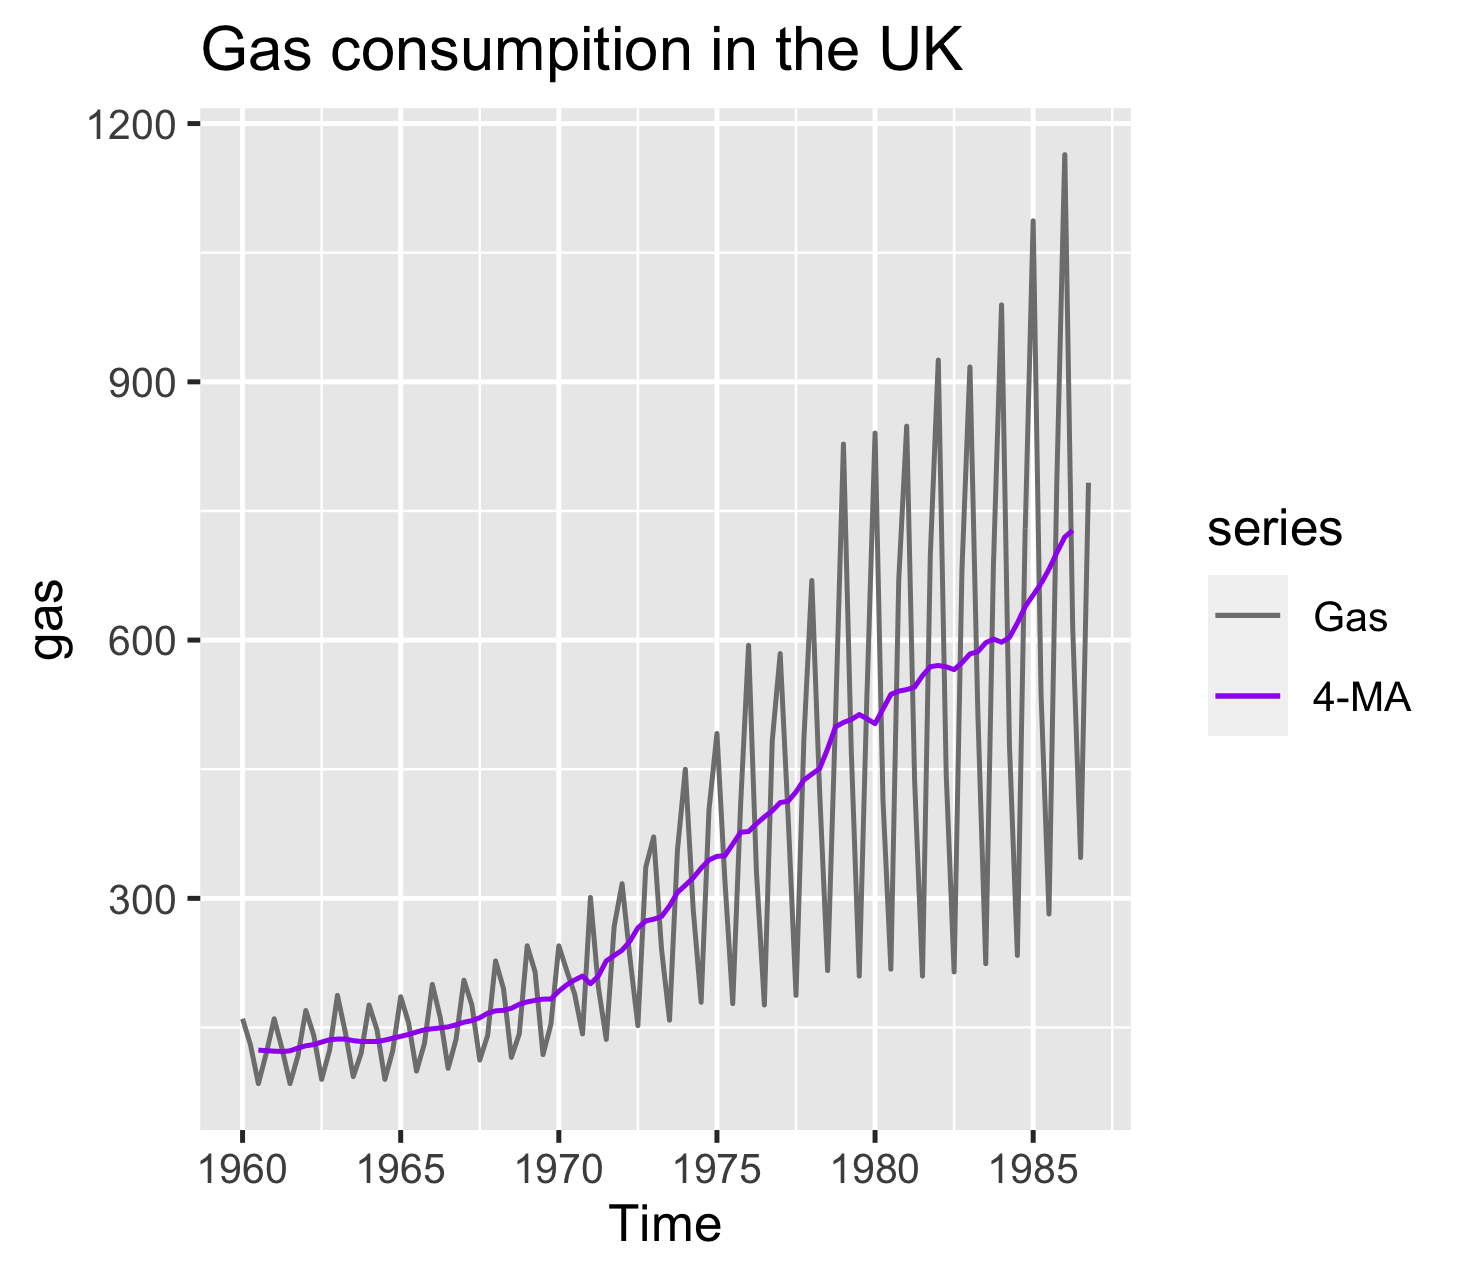 Gas consumpition in the UK
1200
900
600
300
gas
1960 1965 1970 1975 1980 1985
Time
series
Gas
4-MA